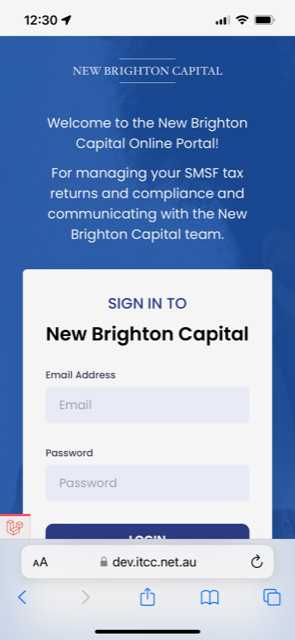 12:30
NEW BRIGHTON CAPITAL
Welcome to the New Brighton
Capital Online Portal!
For managing your SMSF tax
returns and compliance and
communicating with the New
Brighton Capital team.
SIGN IN TO
New Brighton Capital
Email Address
Email
Password
Password
LOGIN
AA
dev.itcc.net.au